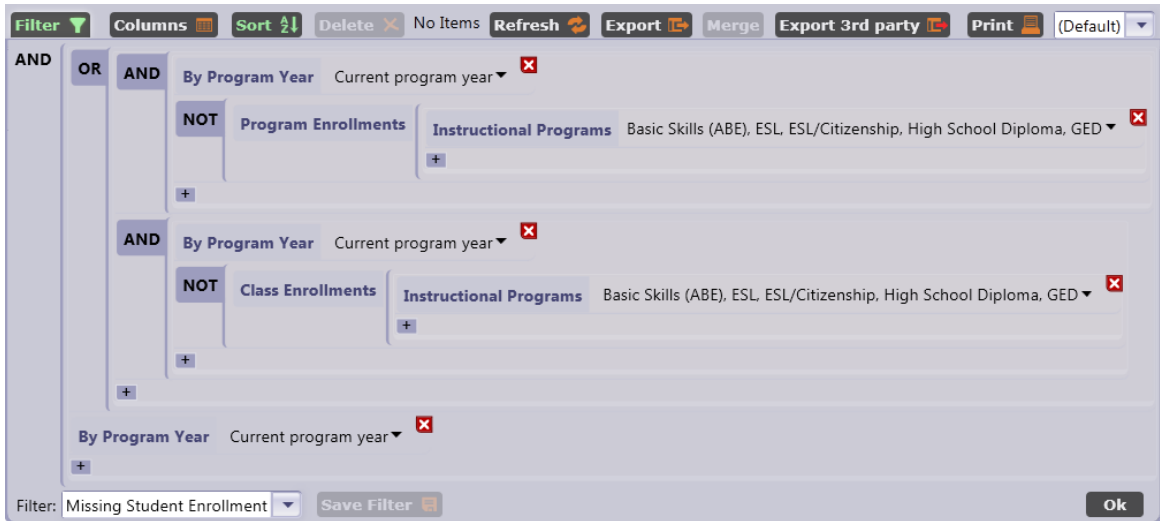 Filter Columns Sort Delete No Items Refresh Export Merge Export 3rd party Print (Default)
AND OR AND By Program Year Current program year
NOT Program Enrollments Instructional Programs Basic Skills (ABE), ESL, ESL/Citizenship, High School Diploma, GED
+
+
AND By Program Year Current program year
NOT Class Enrollments Instructional Programs Basic Skills (ABE), ESL, ESL/Citizenship, High School Diploma, GED
+
+
+
By Program Year Current program year
+
Filter: Missing Student Enrollment Save Filter Ok